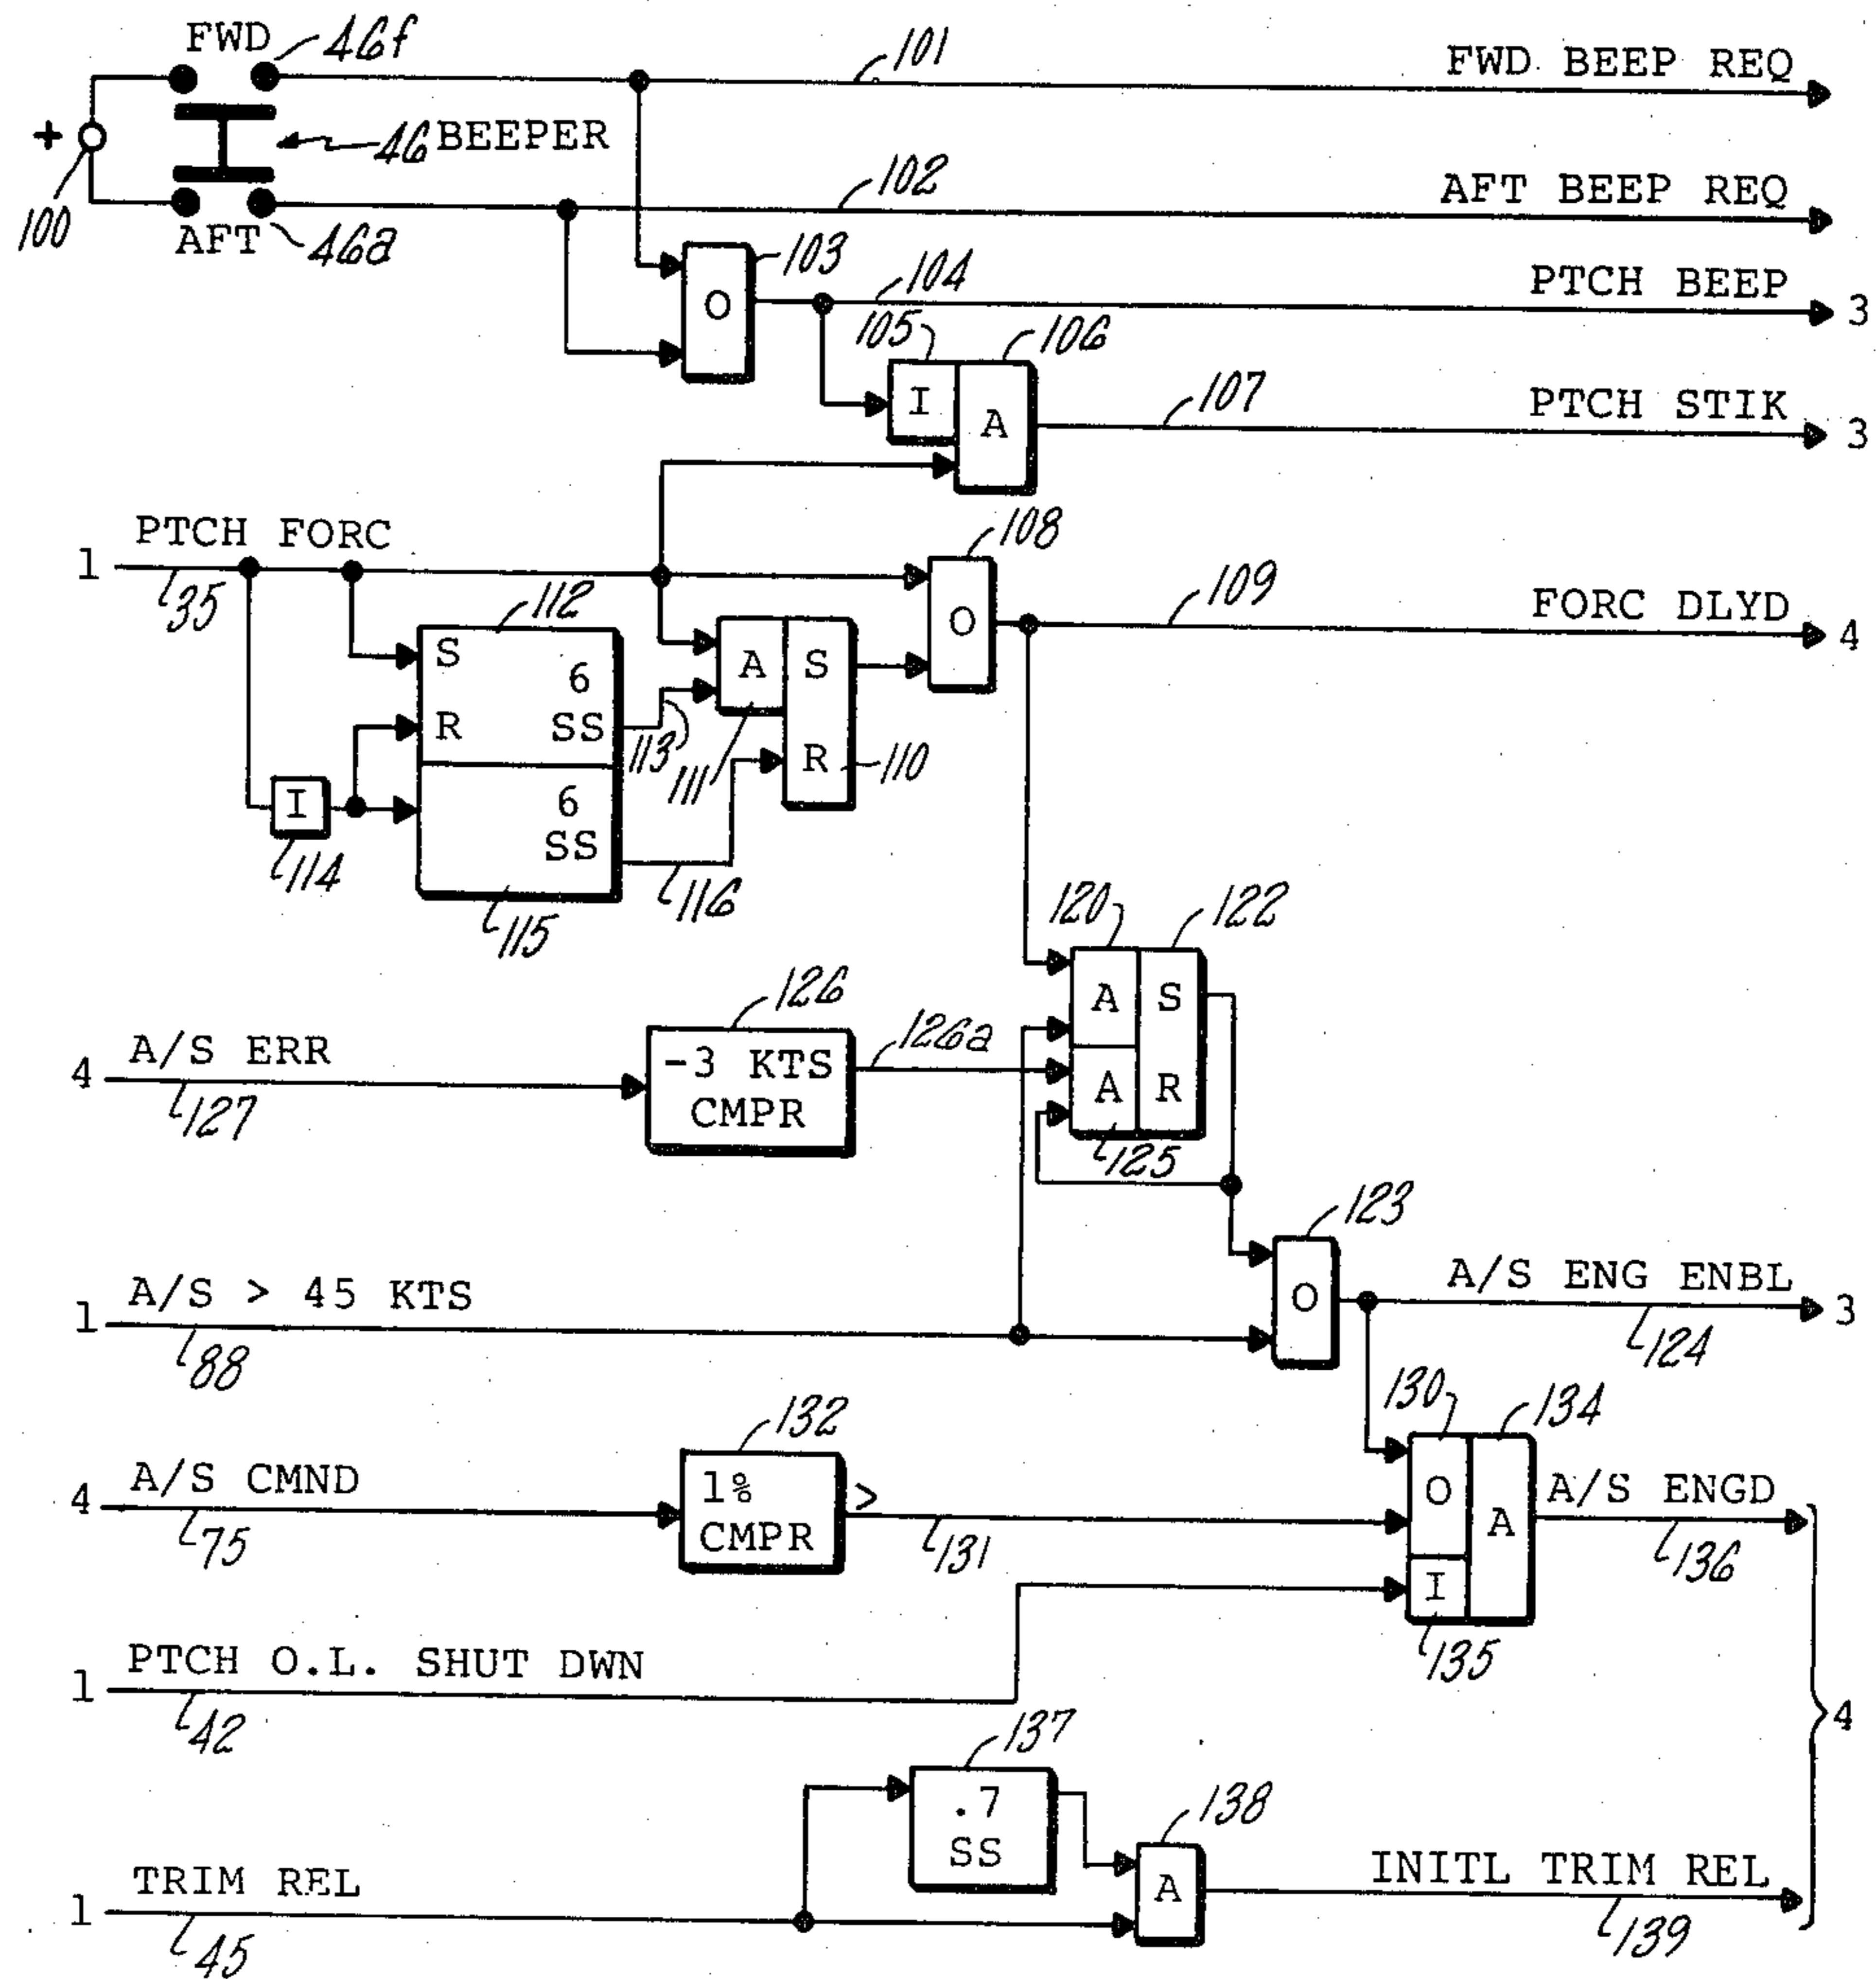 FWD 46f
101
FWD BEEP REQ
+
46 BEEPER
100
AFT 46a
102
AFT BEEP REQ
103
O
104
PTCH BEEP
3
105
106
I
A
107
PTCH STIK
3
PTCH FORC
1
35
108
O
109
FORC DLYD
4
112
S
6
R
SS
113
A
S
111
R
110
I
114
6
SS
115
116
120
122
A
S
A
R
125
A/S ERR
4
127
126
-3 KTS
CMPR
126a
A/S > 45 KTS
1
88
123
O
A/S ENG ENBL
3
124
A/S CMND
4
75
132
1%
CMPR
>
131
130
134
O
A
I
135
A/S ENGD
136
PTCH O.L. SHUT DWN
1
42
4
137
.7
SS
138
A
TRIM REL
1
45
INITL TRIM REL
139